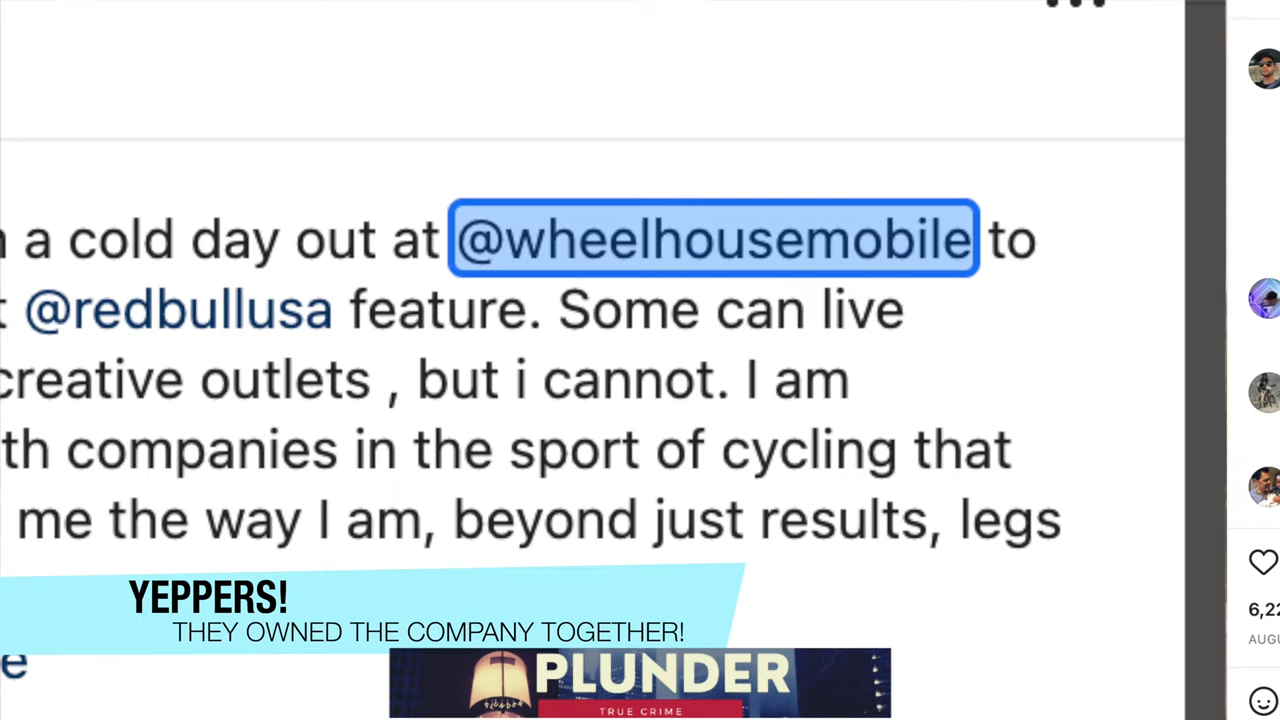 a cold day out at @wheelhousemobile to
@redbullusa feature. Some can live
creative outlets , but i cannot. I am
th companies in the sport of cycling that
me the way I am, beyond just results, legs
YEPPERS!
THEY OWNED THE COMPANY TOGETHER!
e
PLUNDER
TRUE CRIME
6,22
AUGU